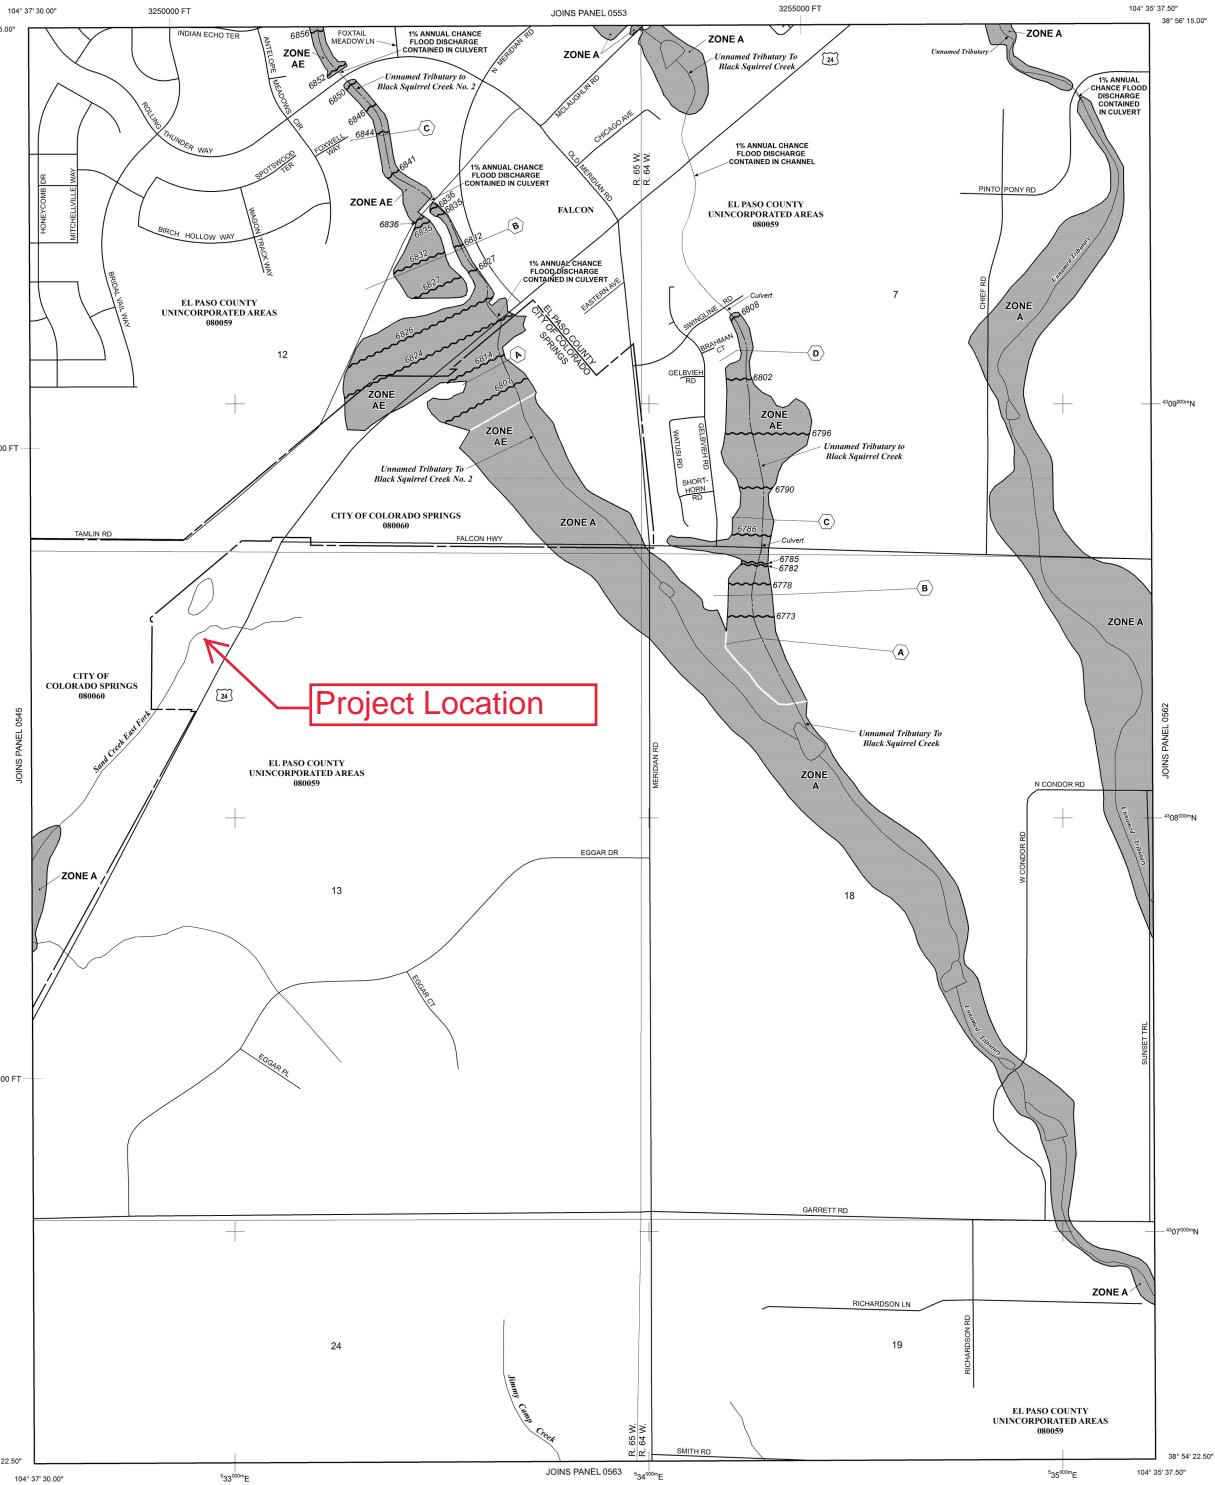 104° 37' 30.00"
3250000 FT
JOINS PANEL 0553
3255000 FT
104° 35' 37.50"
38° 56' 15.00"
INDIAN ECHO TER
FOXTAIL
MEADOW LN
1% ANNUAL CHANCE
FLOOD DISCHARGE
CONTAINED IN CULVERT
N MERIDIAN RD
ZONE A
ZONE A
Unnamed Tributary to
Black Squirrel Creek
24
Unnamed Tributary
ZONE A
6856
ZONE
AE
6852
ANTELOPE
MEADOWS
CIR
Unnamed Tributary to
Black Squirrel Creek No. 2
6850
6846
6844
C
MCLAUGHLIN RD
CHICAGO AVE
OLD MERIDIAN RD
1% ANNUAL
CHANCE FLOOD
DISCHARGE
CONTAINED
IN CULVERT
ROLLING
THUNDER WAY
SPOTSWOOD
TER
FOXWELL
WAY
6841
1% ANNUAL CHANCE
FLOOD DISCHARGE
CONTAINED IN CULVERT
R. 65 W.
R. 64 W.
1% ANNUAL CHANCE
FLOOD DISCHARGE
CONTAINED IN CHANNEL
HONEYCOMB DR
MITCHELLVILLE WAY
BIRCH HOLLOW WAY
WAGON TRACK WAY
ZONE AE
6836
6835
6836
6835
B
FALCON
EL PASO COUNTY
UNINCORPORATED AREAS
080059
PINTO PONY RD
BRIDAL VAIL WAY
6832
6832
6827
6827
1% ANNUAL CHANCE
FLOOD DISCHARGE
CONTAINED IN CULVERT
EASTERN AVE
Unnamed Tributary
CHIEF RD
ZONE
A
7
EL PASO COUNTY
UNINCORPORATED AREAS
080059
12
6826
6824
6814
6807
A
EL PASO COUNTY
CITY OF COLORADO
SPRINGS
SWINGLINE RD
Culvert
6808
BRAHMAN
CT
D
GELBVIEH
RD
6802
ZONE
AE
ZONE
AE
6796
4309000mN
ZONE
AE
WATUSI RD
GELBVIEH RD
Unnamed Tributary to
Black Squirrel Creek
00 FT
Unnamed Tributary To
Black Squirrel Creek No. 2
SHORT-
HORN
RD
6790
CITY OF COLORADO SPRINGS
080060
ZONE A
C
6786
TAMLIN RD
FALCON HWY
Culvert
6785
6782
6778
B
6773
ZONE A
A
CITY OF
COLORADO SPRINGS
080060
Project Location
24
Sand Creek East Fork
JOINS PANEL 0545
Unnamed Tributary To
Black Squirrel Creek
JOINS PANEL 0562
EL PASO COUNTY
UNINCORPORATED AREAS
080059
MERIDIAN RD
ZONE
A
N CONDOR RD
4308000mN
Unnamed Tributary
EGGAR DR
W CONDOR RD
ZONE A
13
18
EGGAR CT
Unnamed Tributary
SUNSET TRL
EGGAR PL
00 FT
GARRETT RD
4307000mN
ZONE A
RICHARDSON LN
RICHARDSON RD
24
19
Jimmy Camp Creek
EL PASO COUNTY
UNINCORPORATED AREAS
080059
R. 65 W.
R. 64 W.
SMITH RD
22.50"
38° 54' 22.50"
104° 37' 30.00"
533000mE
JOINS PANEL 0563
534000mE
535000mE
104° 35' 37.50"